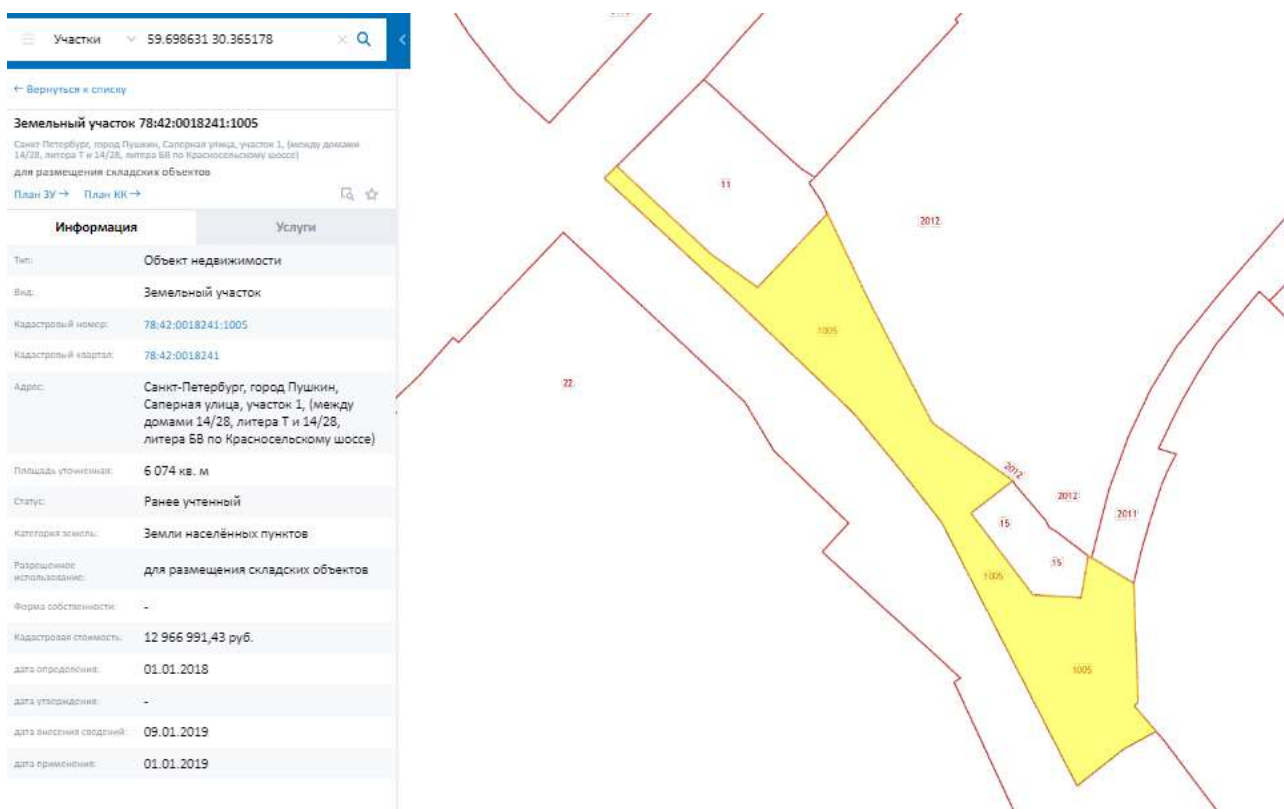 Участки
59.698631 30.365178
← Вернуться к списку
Земельный участок 78:42:0018241:1005
Санкт-Петербург, город Пушкин, Саперная улица, участок 1, (между домами
14/28, литера Т и 14/28, литера БВ по Красносельскому шоссе)
для размещения складских объектов
План ЗУ → План КК →
Информация
Услуги
Тип: Объект недвижимости
Вид: Земельный участок
Кадастровый номер: 78:42:0018241:1005
Кадастровый квартал: 78:42:0018241
Адрес: Санкт-Петербург, город Пушкин,
Саперная улица, участок 1, (между
домами 14/28, литера Т и 14/28,
литера БВ по Красносельскому шоссе)
Площадь уточненная: 6 074 кв. м
Статус: Ранее учтенный
Категория земель: Земли населённых пунктов
Разрешенное
использование: для размещения складских объектов
Форма собственности: -
Кадастровая стоимость: 12 966 991,43 руб.
дата определения: 01.01.2018
дата утверждения: -
дата внесения сведений: 09.01.2019
дата применения: 01.01.2019
11
2012
1005
22
2012
2012
2011
15
15
1005
1005